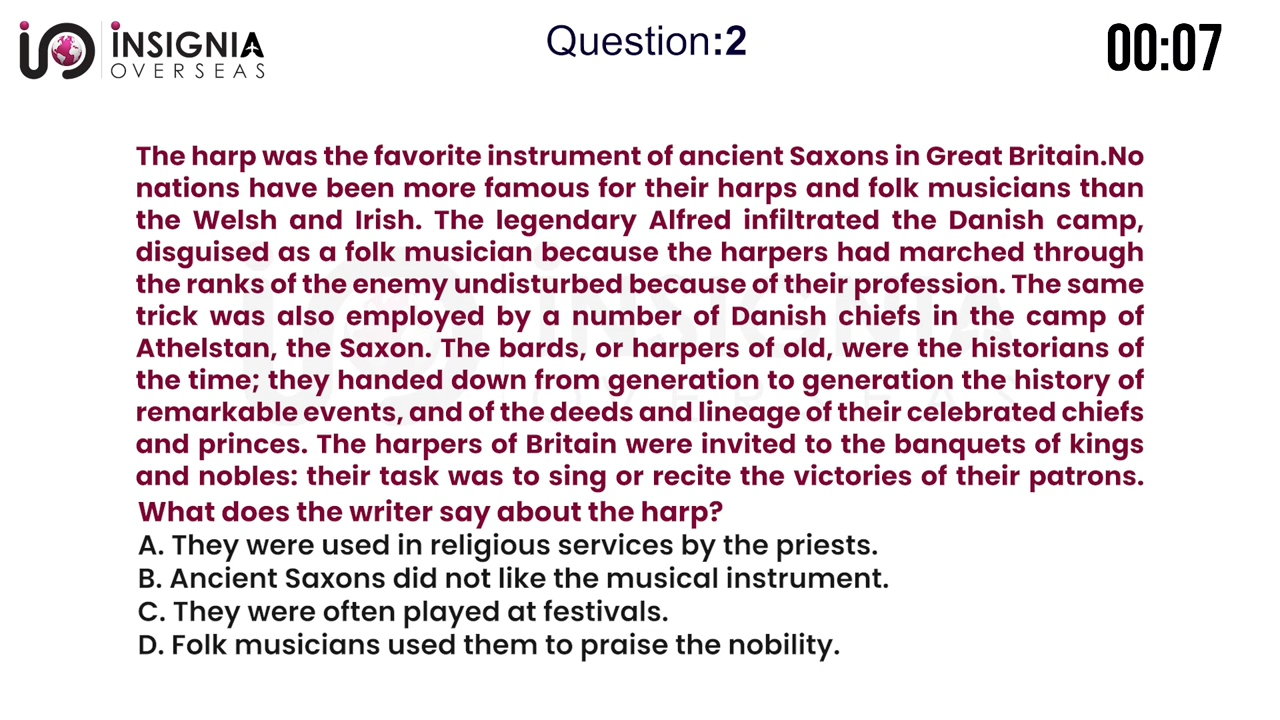 iNSIGNIA
OVERSEAS
Question:2
00:07
The harp was the favorite instrument of ancient Saxons in Great Britain.No
nations have been more famous for their harps and folk musicians than
the Welsh and Irish. The legendary Alfred infiltrated the Danish camp,
disguised as a folk musician because the harpers had marched through
the ranks of the enemy undisturbed because of their profession. The same
trick was also employed by a number of Danish chiefs in the camp of
Athelstan, the Saxon. The bards, or harpers of old, were the historians of
the time; they handed down from generation to generation the history of
remarkable events, and of the deeds and lineage of their celebrated chiefs
and princes. The harpers of Britain were invited to the banquets of kings
and nobles: their task was to sing or recite the victories of their patrons.
What does the writer say about the harp?
A. They were used in religious services by the priests.
B. Ancient Saxons did not like the musical instrument.
C. They were often played at festivals.
D. Folk musicians used them to praise the nobility.